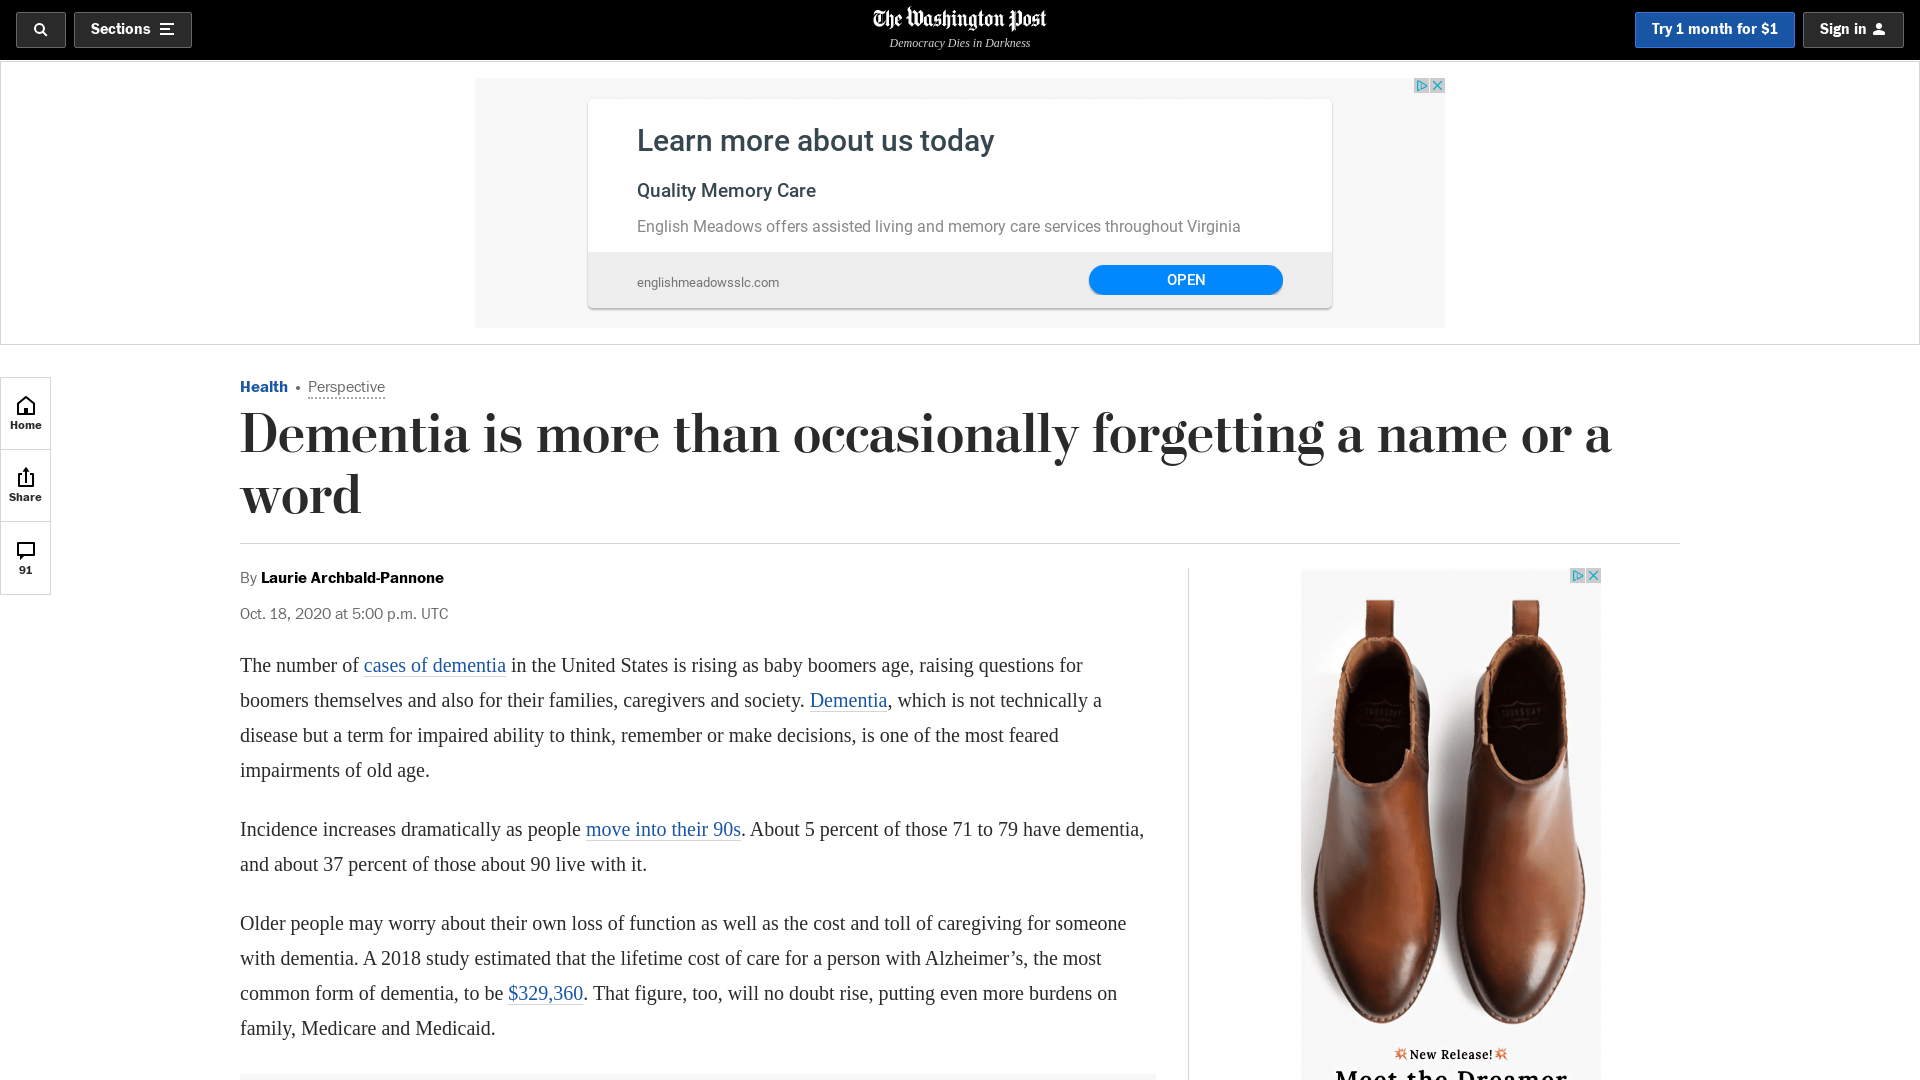 Sections
The Washington Post
Democracy Dies in Darkness
Try 1 month for $1
Sign in
Learn more about us today
Quality Memory Care
English Meadows offers assisted living and memory care services throughout Virginia
englishmeadowsslc.com
OPEN
Home
Share
91
Health • Perspective
Dementia is more than occasionally forgetting a name or a
word
By Laurie Archbald-Pannone
Oct. 18, 2020 at 5:00 p.m. UTC
The number of cases of dementia in the United States is rising as baby boomers age, raising questions for
boomers themselves and also for their families, caregivers and society. Dementia, which is not technically a
disease but a term for impaired ability to think, remember or make decisions, is one of the most feared
impairments of old age.
Incidence increases dramatically as people move into their 90s. About 5 percent of those 71 to 79 have dementia,
and about 37 percent of those about 90 live with it.
Older people may worry about their own loss of function as well as the cost and toll of caregiving for someone
with dementia. A 2018 study estimated that the lifetime cost of care for a person with Alzheimer’s, the most
common form of dementia, to be $329,360. That figure, too, will no doubt rise, putting even more burdens on
family, Medicare and Medicaid.
💥New Release!💥
Meet the Dreamer